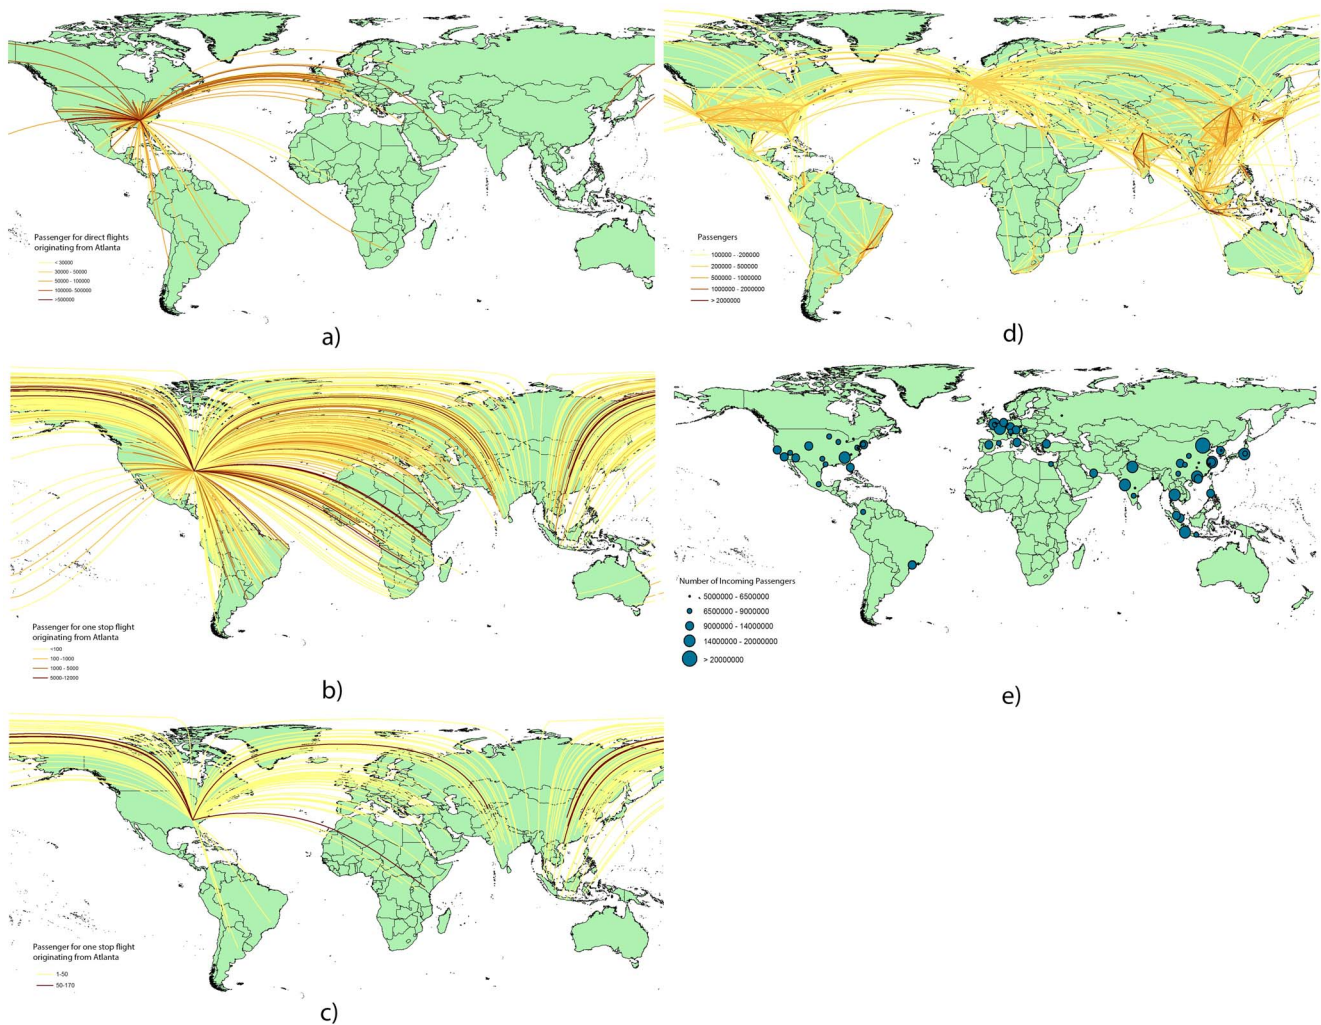 Passenger for direct flights
originating from Atlanta
< 30000
30000 - 50000
50000 - 100000
100000- 500000
>500000
a)
Passengers
100000 - 200000
200000 - 500000
500000 - 1000000
1000000 - 2000000
> 2000000
d)
Passenger for one stop flight
originating from Atlanta
<100
100 -1000
1000 - 5000
5000-12000
b)
Number of Incoming Passengers
5000000 - 6500000
6500000 - 9000000
9000000 - 14000000
14000000 - 20000000
> 20000000
e)
Passenger for one stop flight
originating from Atlanta
1-50
50-170
c)